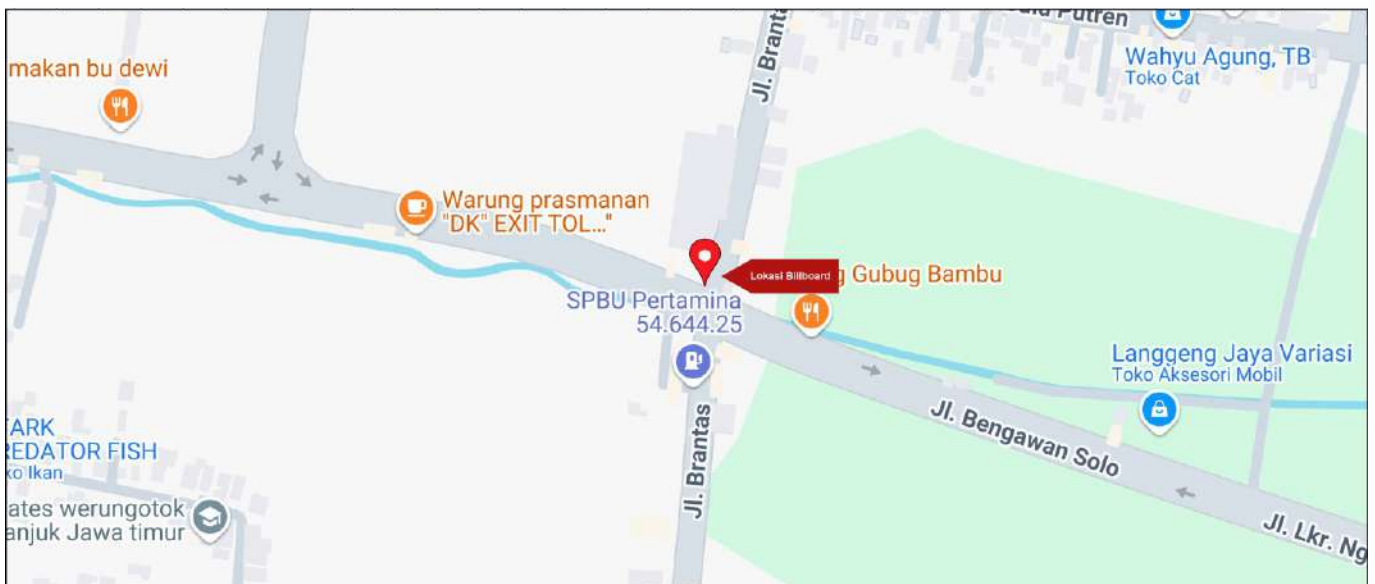 Putren
Wahyu Agung, TB
Toko Cat
makan bu dewi
Jl. Branta
Warung prasmanan
"DK" EXIT TOL..."
Lokasi Billboard
g Gubug Bambu
SPBU Pertamina
54.644.25
Langgeng Jaya Variasi
Toko Aksesori Mobil
Jl. Bengawan Solo
Jl. Brantas
ARK
REDATOR FISH
ko Ikan
ates werungotok
anjuk Jawa timur
Jl. Lkr. Ng